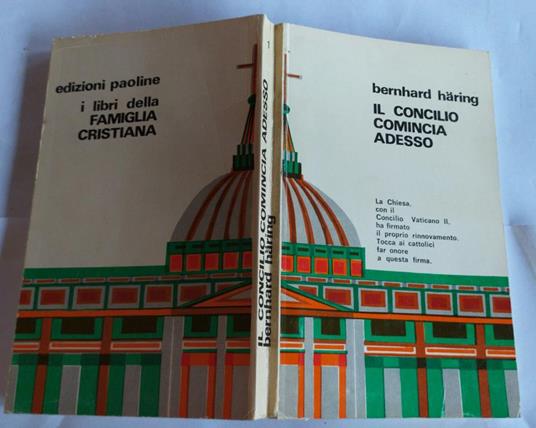 edizioni paoline
i libri della
FAMIGLIA
CRISTIANA
1
IL CONCILIO COMINCIA ADESSO
bernhard häring
bernhard häring
IL CONCILIO
COMINCIA
ADESSO
La Chiesa,
con il
Concilio Vaticano II,
ha firmato
il proprio rinnovamento.
Tocca ai cattolici
far onore
a questa firma.